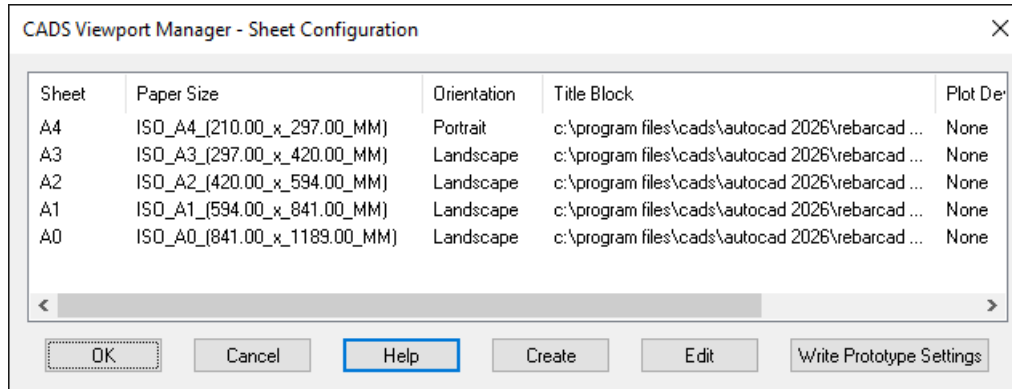 CADS Viewport Manager - Sheet Configuration
Sheet Paper Size Orientation Title Block Plot De
A4 ISO_A4_(210.00_x_297.00_MM) Portrait c:\program files\cads\autocad 2026\rebarcad ... None
A3 ISO_A3_(297.00_x_420.00_MM) Landscape c:\program files\cads\autocad 2026\rebarcad ... None
A2 ISO_A2_(420.00_x_594.00_MM) Landscape c:\program files\cads\autocad 2026\rebarcad ... None
A1 ISO_A1_(594.00_x_841.00_MM) Landscape c:\program files\cads\autocad 2026\rebarcad ... None
A0 ISO_A0_(841.00_x_1189.00_MM) Landscape c:\program files\cads\autocad 2026\rebarcad ... None
OK Cancel Help Create Edit Write Prototype Settings